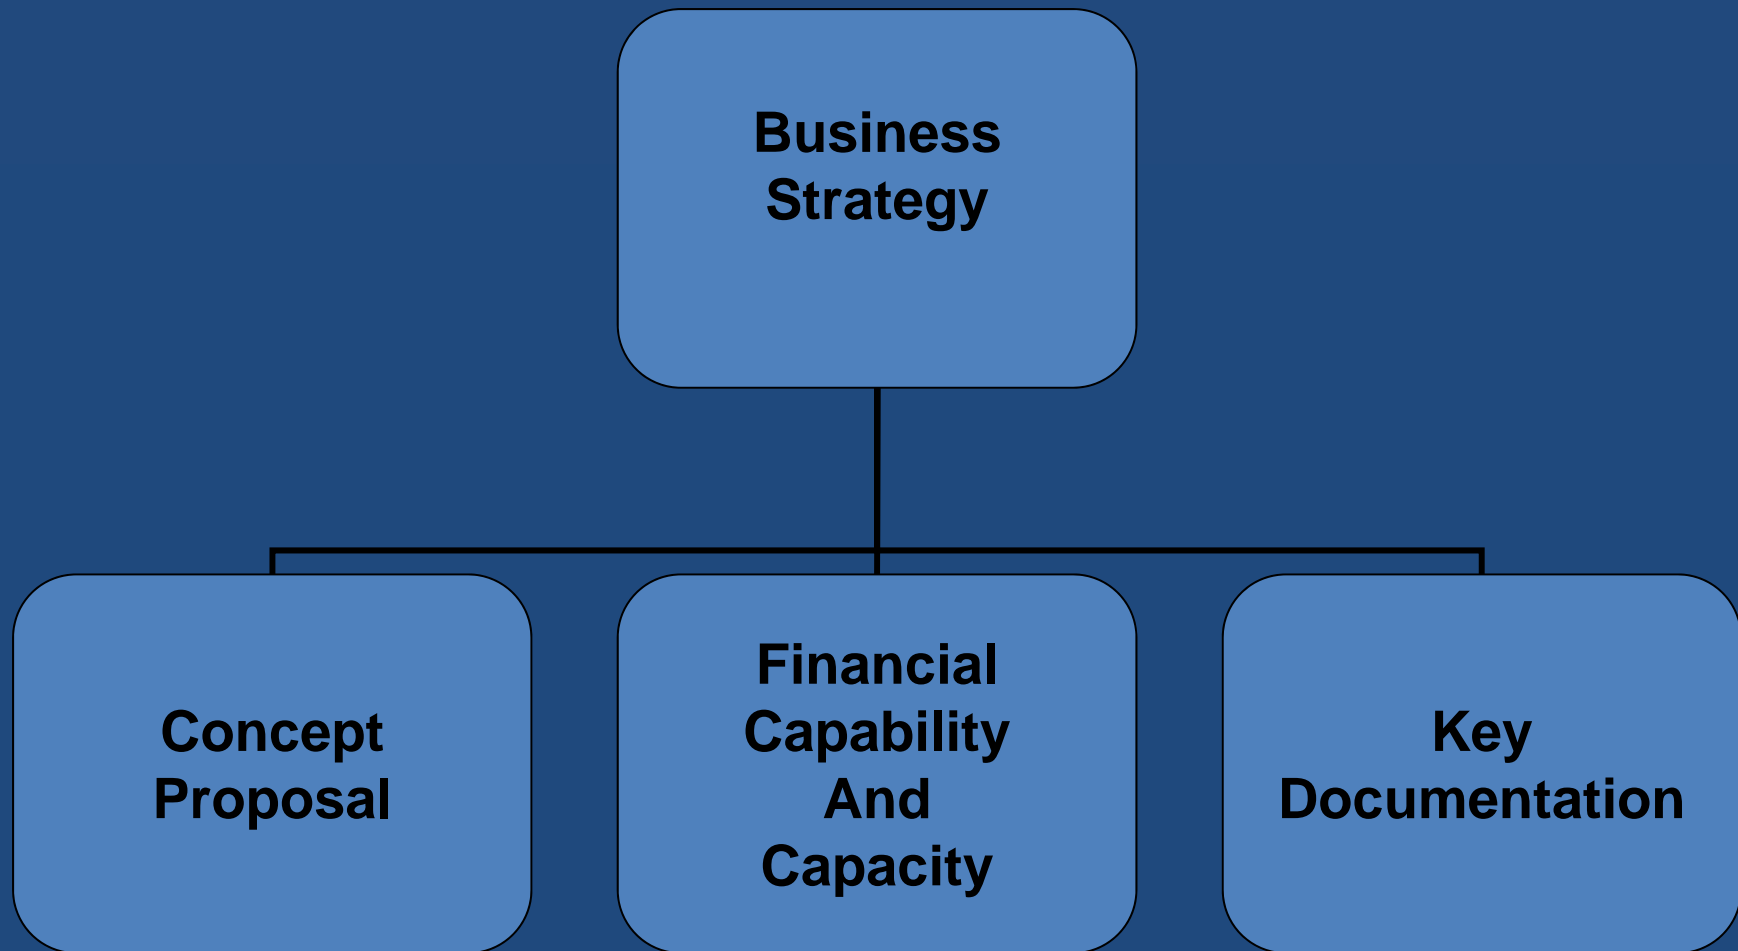 Business
Strategy
Concept
Proposal
Financial
Capability
And
Capacity
Key
Documentation